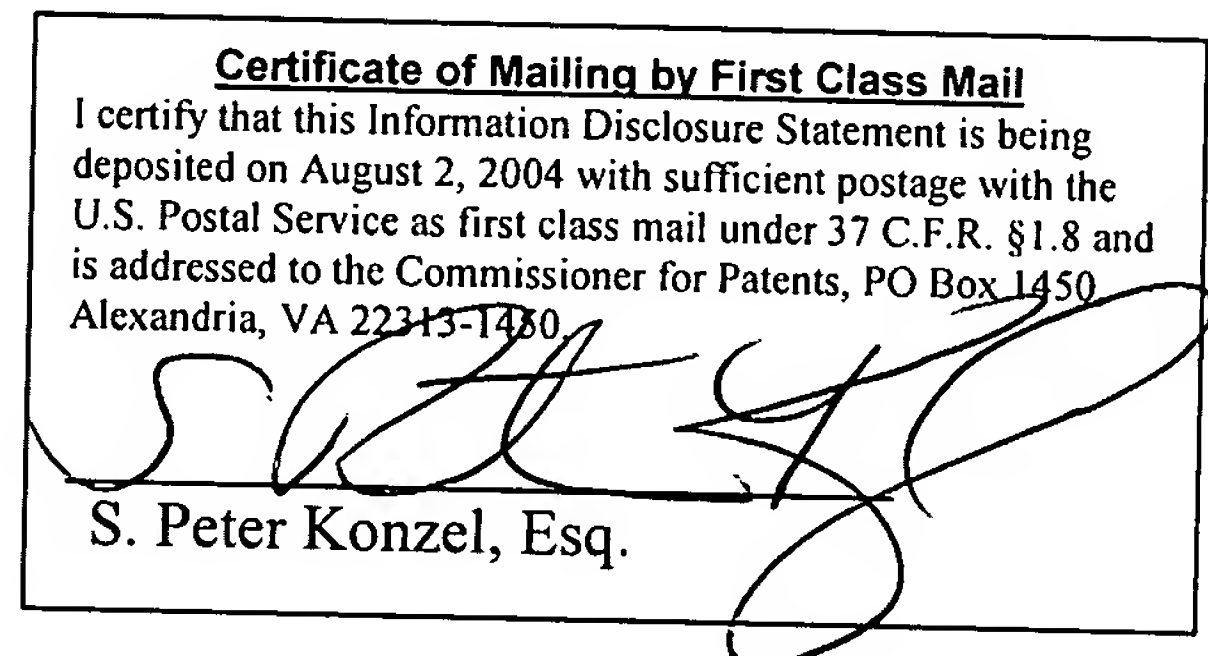 Certificate of Mailing by First Class Mail
I certify that this Information Disclosure Statement is being
deposited on August 2, 2004 with sufficient postage with the
U.S. Postal Service as first class mail under 37 C.F.R. §1.8 and
is addressed to the Commissioner for Patents, PO Box 1450
Alexandria, VA 22313-1450.
S. Peter Konzel, Esq.